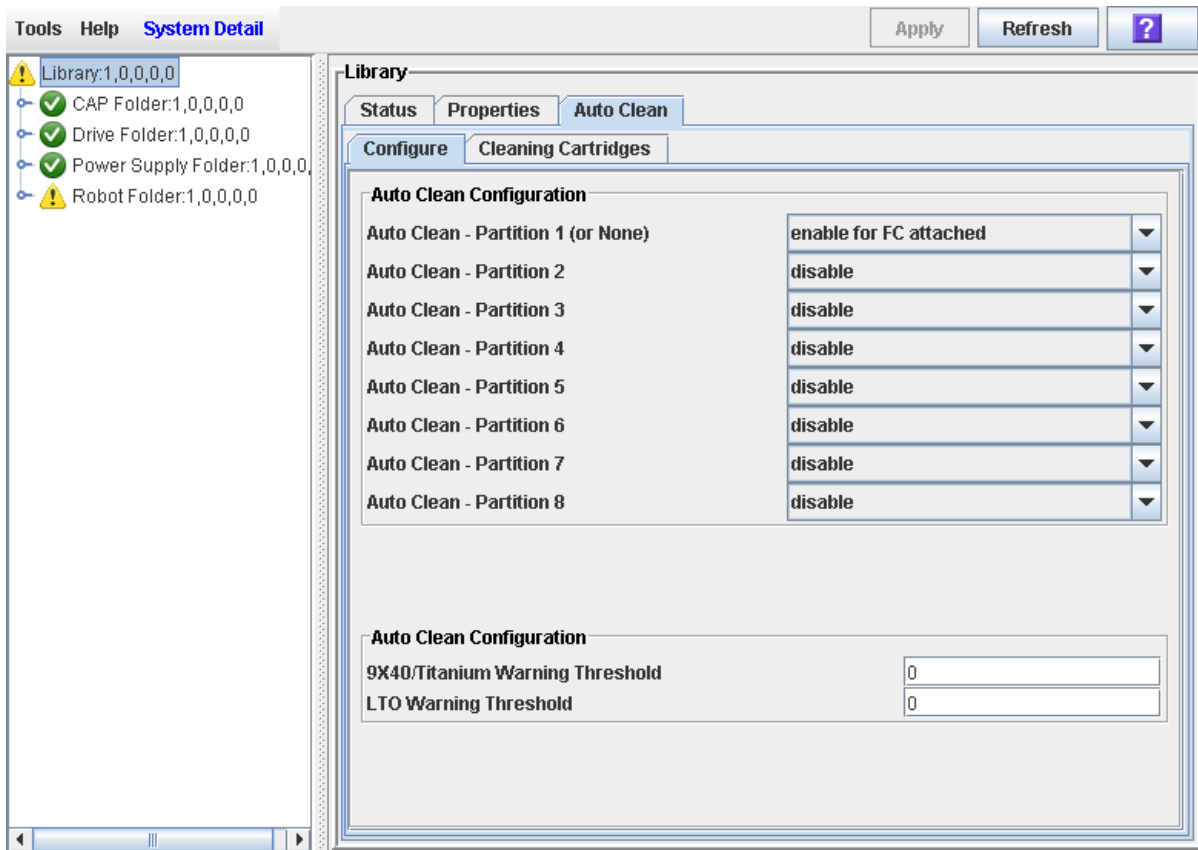 Tools Help System Detail
Apply Refresh ?
Library:1,0,0,0,0
CAP Folder:1,0,0,0,0
Drive Folder:1,0,0,0,0
Power Supply Folder:1,0,0,0,
Robot Folder:1,0,0,0,0
Library
Status Properties Auto Clean
Configure Cleaning Cartridges
Auto Clean Configuration
Auto Clean - Partition 1 (or None) enable for FC attached
Auto Clean - Partition 2 disable
Auto Clean - Partition 3 disable
Auto Clean - Partition 4 disable
Auto Clean - Partition 5 disable
Auto Clean - Partition 6 disable
Auto Clean - Partition 7 disable
Auto Clean - Partition 8 disable
Auto Clean Configuration
9X40/Titanium Warning Threshold 0
LTO Warning Threshold 0